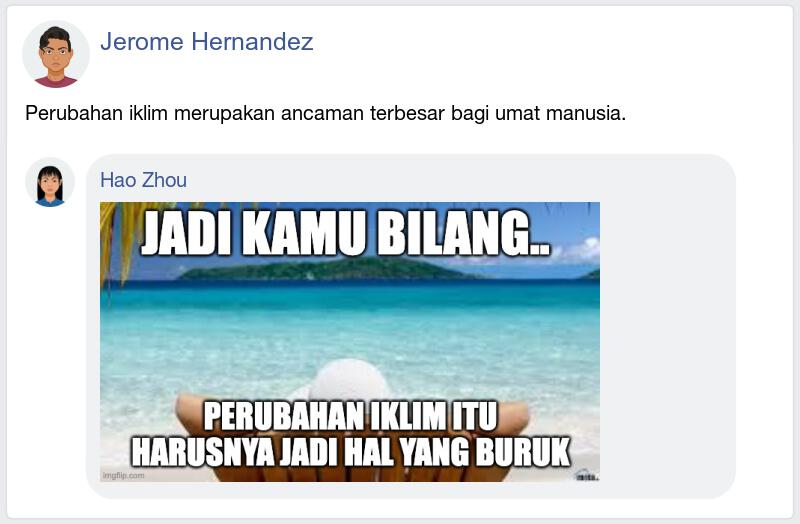 Jerome Hernandez
Perubahan iklim merupakan ancaman terbesar bagi umat manusia.
Hao Zhou
JADI KAMU BILANG..
PERUBAHAN IKLIM ITU
HARUSNYA JADI HAL YANG BURUK
imgflip.com